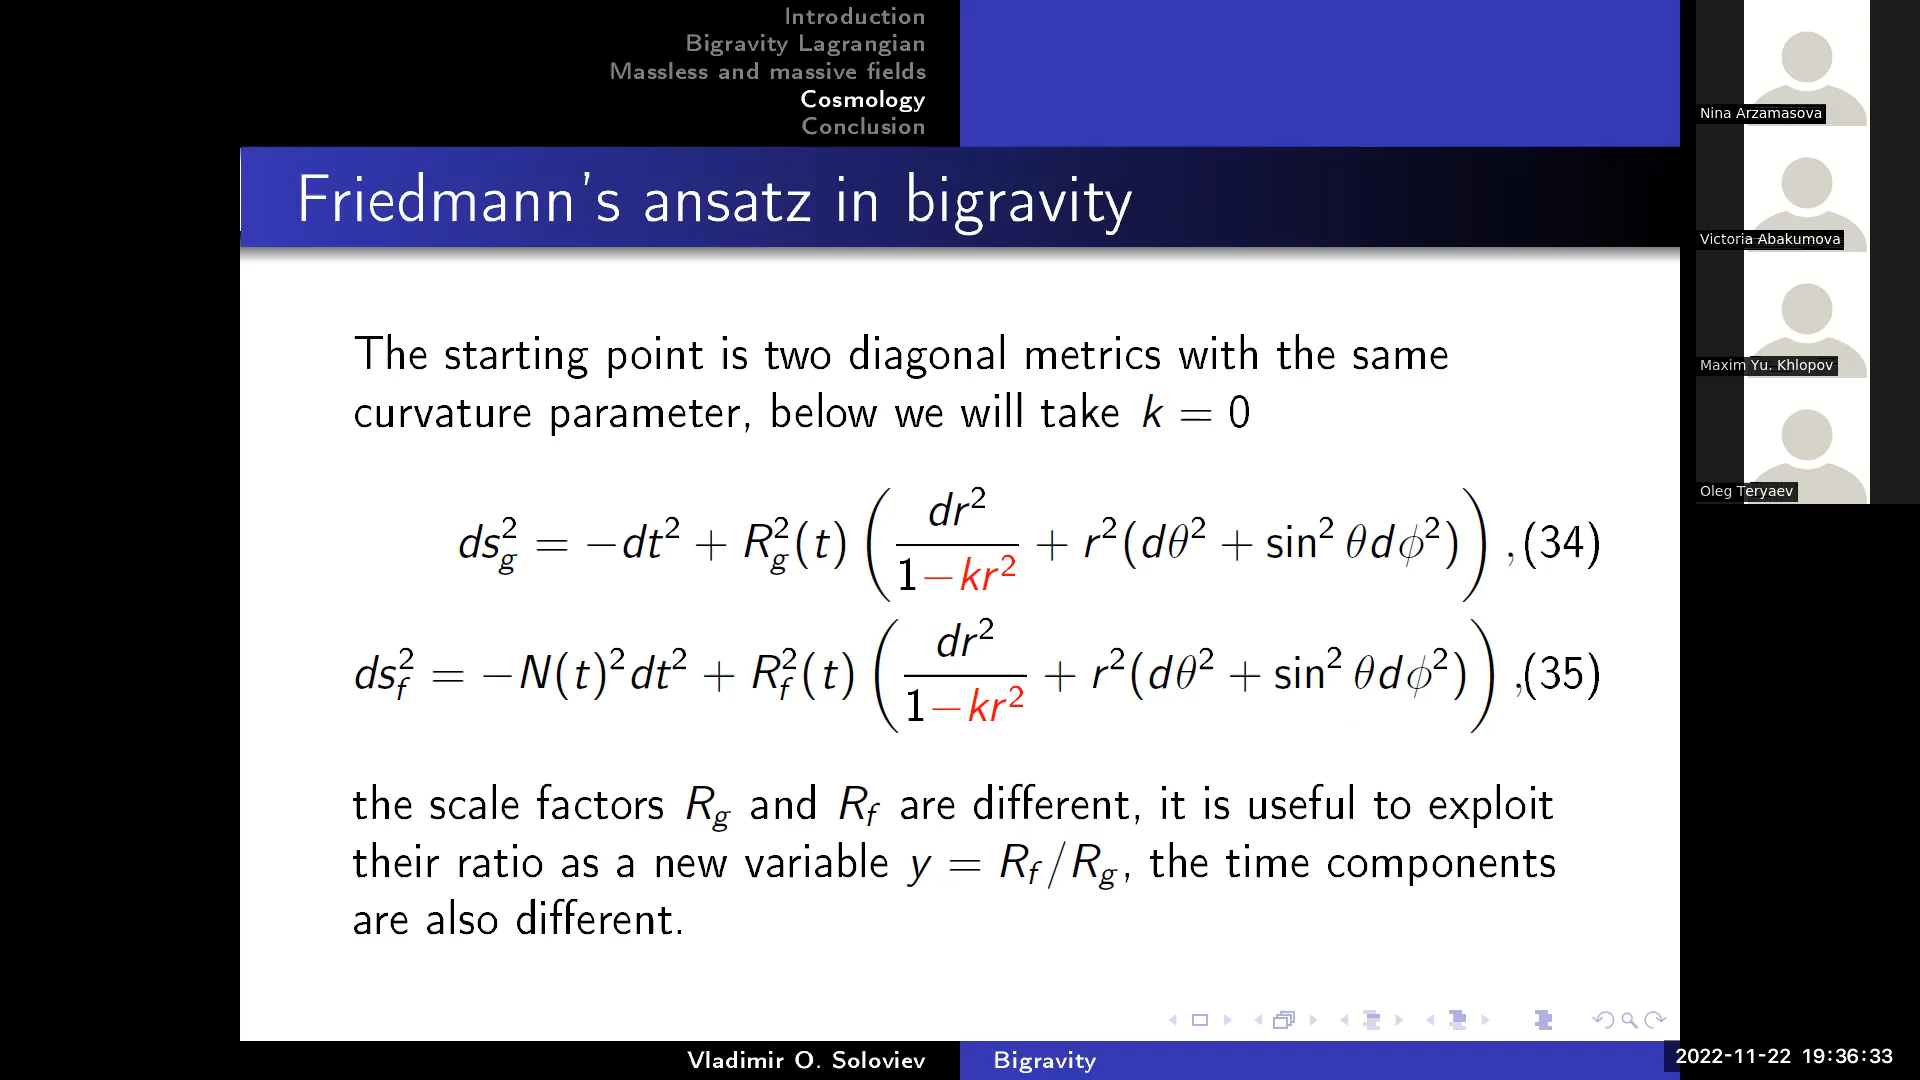 Introduction
Bigravity Lagrangian
Massless and massive fields
Cosmology
Conclusion
Friedmann's ansatz in bigravity
The starting point is two diagonal metrics with the same
curvature parameter, below we will take k = 0
ds_g^2 = −dt^2 + R_g^2(t) ( dr^2 / (1−kr^2) + r^2(dθ^2 + sin^2 θdϕ^2) ) , (34)
ds_f^2 = −N(t)^2dt^2 + R_f^2(t) ( dr^2 / (1−kr^2) + r^2(dθ^2 + sin^2 θdϕ^2) ) , (35)
the scale factors R_g and R_f are different, it is useful to exploit
their ratio as a new variable y = R_f/R_g, the time components
are also different.
Vladimir O. Soloviev
Bigravity
Nina Arzamasova
Victoria Abakumova
Maxim Yu. Khlopov
Oleg Teryaev
2022-11-22 19:36:33